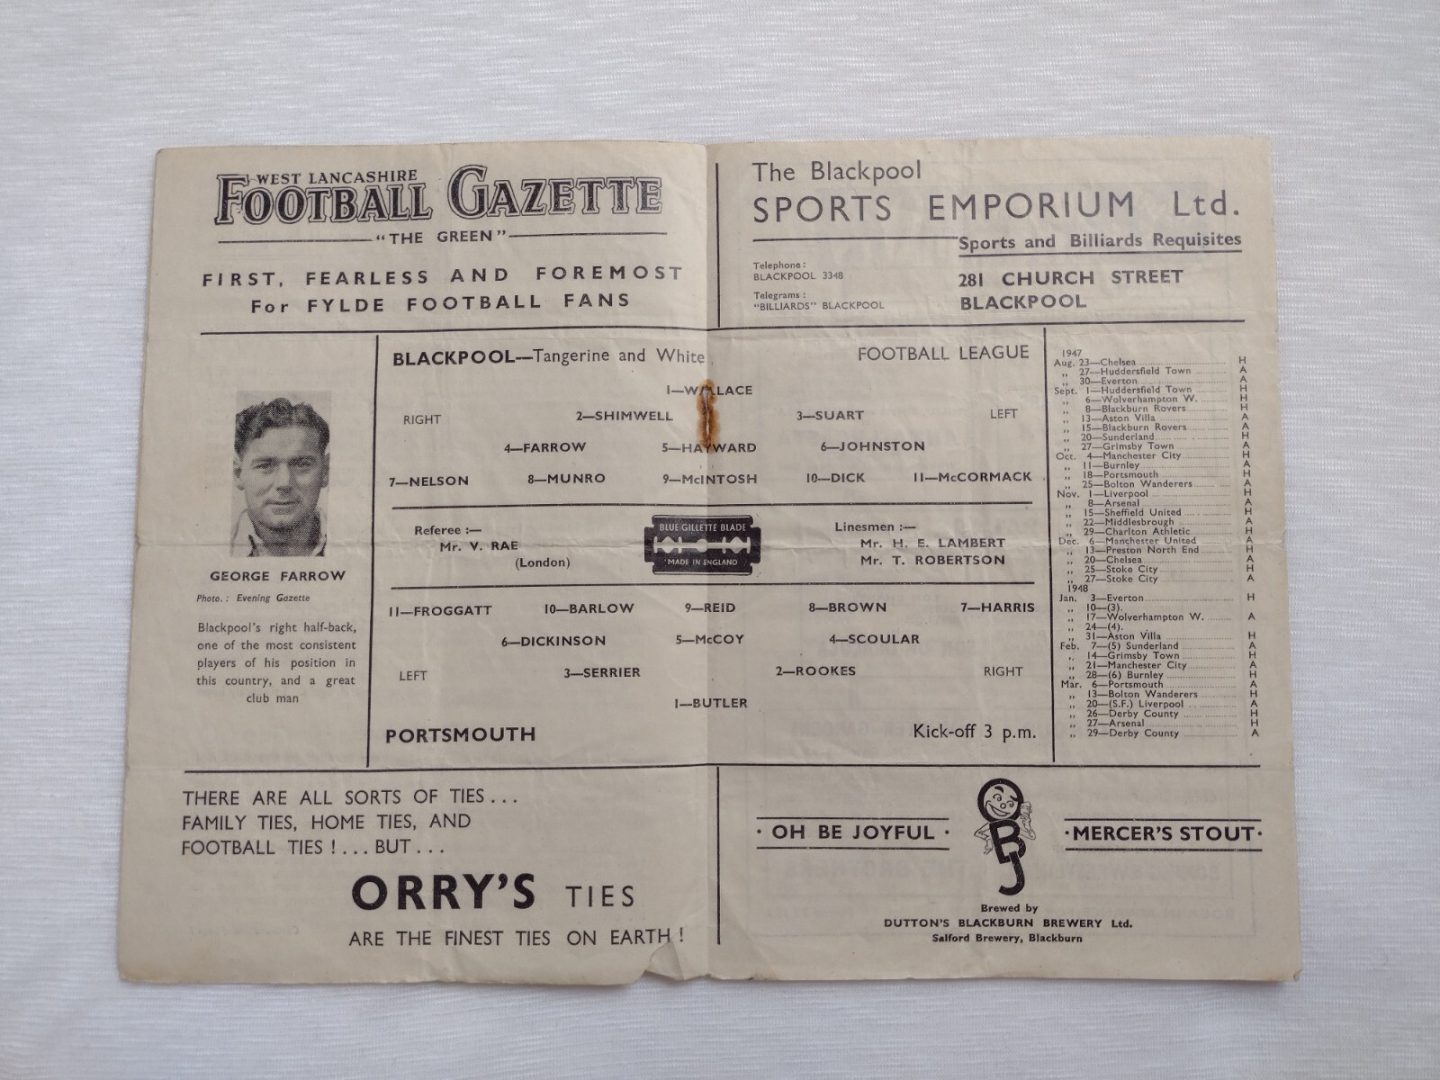 WEST LANCASHIRE
FOOTBALL GAZETTE
"THE GREEN"
FIRST, FEARLESS AND FOREMOST
For FYLDE FOOTBALL FANS
The Blackpool
SPORTS EMPORIUM Ltd.
Sports and Billiards Requisites
Telephone :
BLACKPOOL 3348
Telegrams :
"BILLIARDS" BLACKPOOL
281 CHURCH STREET
BLACKPOOL
GEORGE FARROW
Photo. : Evening Gazette
Blackpool's right half-back,
one of the most consistent
players of his position in
this country, and a great
club man
BLACKPOOL—Tangerine and White
FOOTBALL LEAGUE
1—WALLACE
RIGHT 2—SHIMWELL 3—SUART LEFT
4—FARROW 5—HAYWARD 6—JOHNSTON
7—NELSON 8—MUNRO 9—McINTOSH 10—DICK 11—McCORMACK
Referee :—
Mr. V. RAE
(London)
BLUE GILLETTE BLADE
MADE IN ENGLAND
Linesmen :—
Mr. H. E. LAMBERT
Mr. T. ROBERTSON
11—FROGGATT 10—BARLOW 9—REID 8—BROWN 7—HARRIS
6—DICKINSON 5—McCOY 4—SCOULAR
LEFT 3—SERRIER 2—ROOKES RIGHT
1—BUTLER
PORTSMOUTH
Kick-off 3 p.m.
1947
Aug. 23—Chelsea H
„ 27—Huddersfield Town A
„ 30—Everton A
Sept. 1—Huddersfield Town H
„ 6—Wolverhampton W. H
„ 8—Blackburn Rovers H
„ 13—Aston Villa A
„ 15—Blackburn Rovers A
„ 20—Sunderland H
„ 27—Grimsby Town A
Oct. 4—Manchester City H
„ 11—Burnley A
„ 18—Portsmouth H
„ 25—Bolton Wanderers A
Nov. 1—Liverpool H
„ 8—Arsenal A
„ 15—Sheffield United H
„ 22—Middlesbrough A
„ 29—Charlton Athletic H
Dec. 6—Manchester United A
„ 13—Preston North End H
„ 20—Chelsea A
„ 25—Stoke City H
„ 27—Stoke City A
1948
Jan. 3—Everton H
„ 10—(3).
„ 17—Wolverhampton W. A
„ 24—(4).
„ 31—Aston Villa H
Feb. 7—(5) Sunderland A
„ 14—Grimsby Town H
„ 21—Manchester City A
„ 28—(6) Burnley H
Mar. 6—Portsmouth A
„ 13—Bolton Wanderers H
„ 20—(S.F.) Liverpool A
„ 26—Derby County H
„ 27—Arsenal H
„ 29—Derby County A
THERE ARE ALL SORTS OF TIES . . .
FAMILY TIES, HOME TIES, AND
FOOTBALL TIES ! . . . BUT . . .
ORRY'S TIES
ARE THE FINEST TIES ON EARTH !
· OH BE JOYFUL ·
OBJ
· MERCER'S STOUT ·
Brewed by
DUTTON'S BLACKBURN BREWERY Ltd.
Salford Brewery, Blackburn